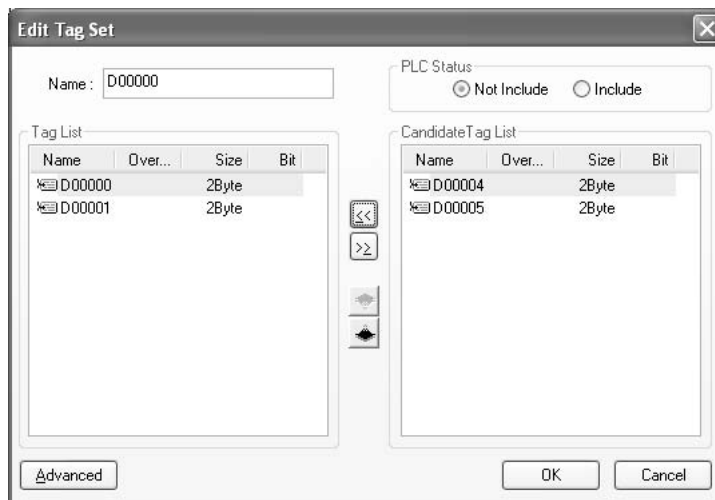 Edit Tag Set
Name : D00000
PLC Status
Not Include Include
Tag List
Name Over... Size Bit
D00000 2Byte
D00001 2Byte
<<
>>
CandidateTag List
Name Over... Size Bit
D00004 2Byte
D00005 2Byte
Advanced
OK
Cancel